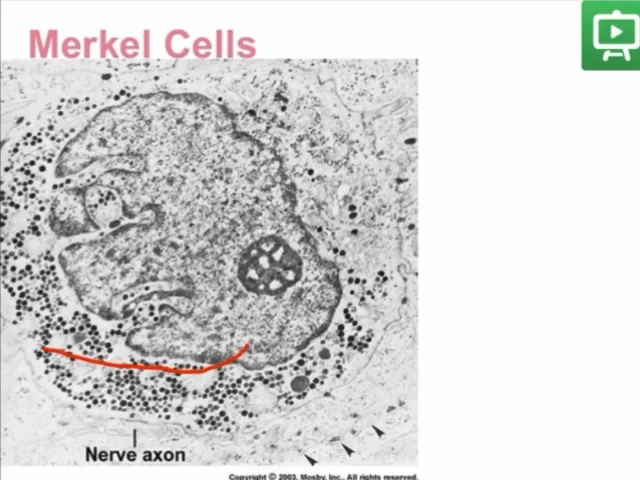 Merkel Cells
Nerve axon
Copyright © 2003, Mosby, Inc., All rights reserved.